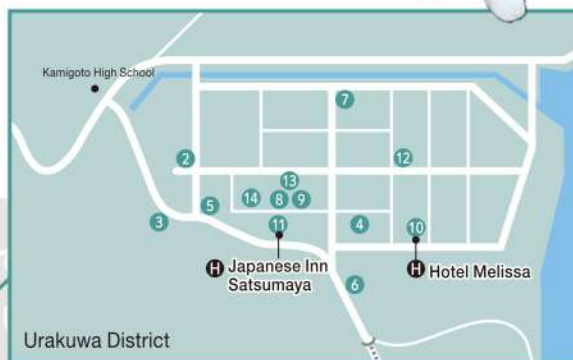 Kamigoto High School
7
2
12
13
14
8
9
5
3
11
4
10
H Japanese Inn
Satsumaya
H Hotel Melissa
6
Urakuwa District